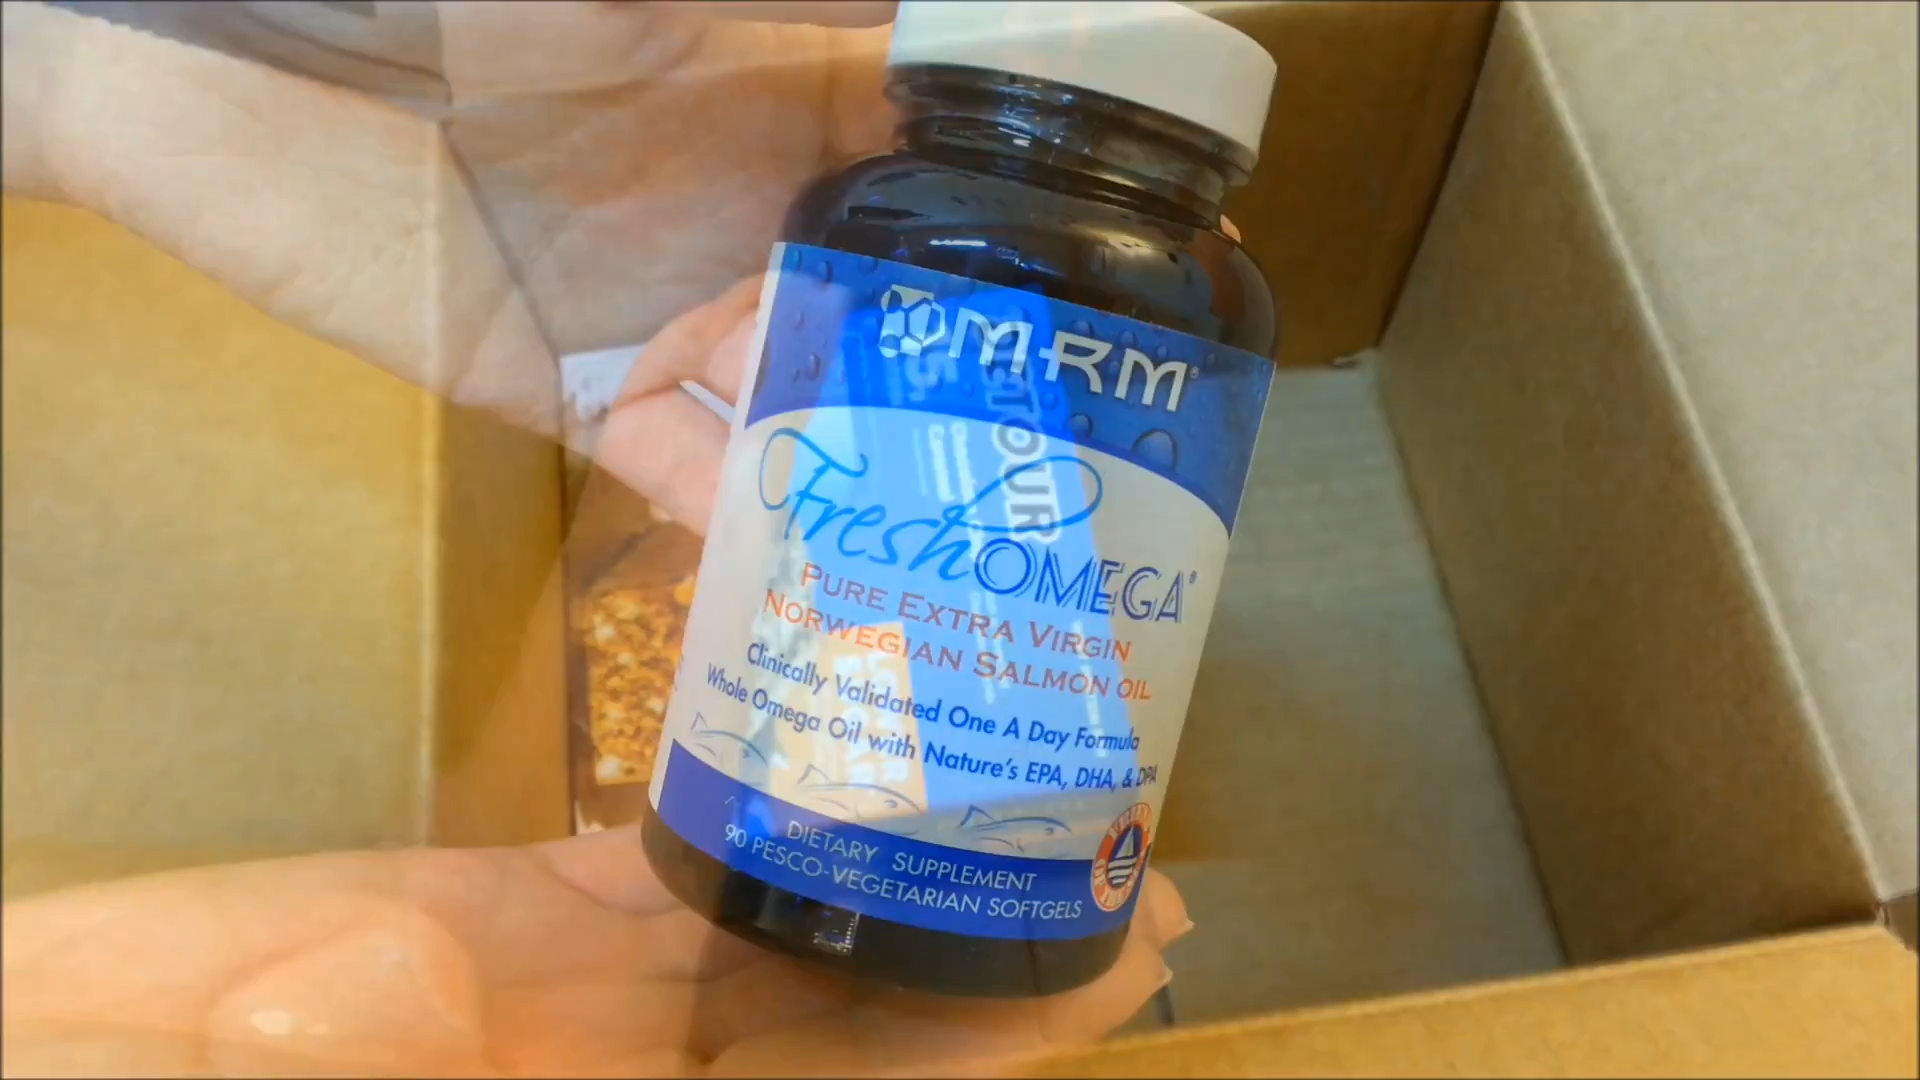 MRM®
FreshOMEGA®
PURE EXTRA VIRGIN
NORWEGIAN SALMON OIL
Clinically Validated One A Day Formula
Whole Omega Oil with Nature's EPA, DHA, & DPA
DIETARY SUPPLEMENT
90 PESCO-VEGETARIAN SOFTGELS